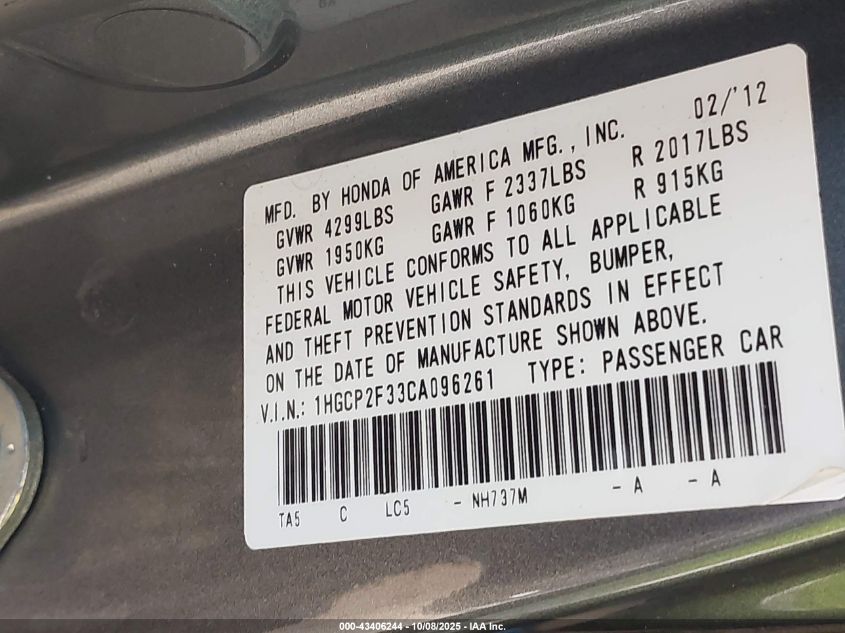 MFD. BY HONDA OF AMERICA MFG., INC. 02/'12
GVWR 4299LBS GAWR F 2337LBS R 2017LBS
GVWR 1950KG GAWR F 1060KG R 915KG
THIS VEHICLE CONFORMS TO ALL APPLICABLE
FEDERAL MOTOR VEHICLE SAFETY, BUMPER,
AND THEFT PREVENTION STANDARDS IN EFFECT
ON THE DATE OF MANUFACTURE SHOWN ABOVE.
V.I.N.: 1HGCP2F33CA096261 TYPE: PASSENGER CAR
TA5 C LC5 - NH737M - A - A
000-43406244 - 10/08/2025 - IAA Inc.